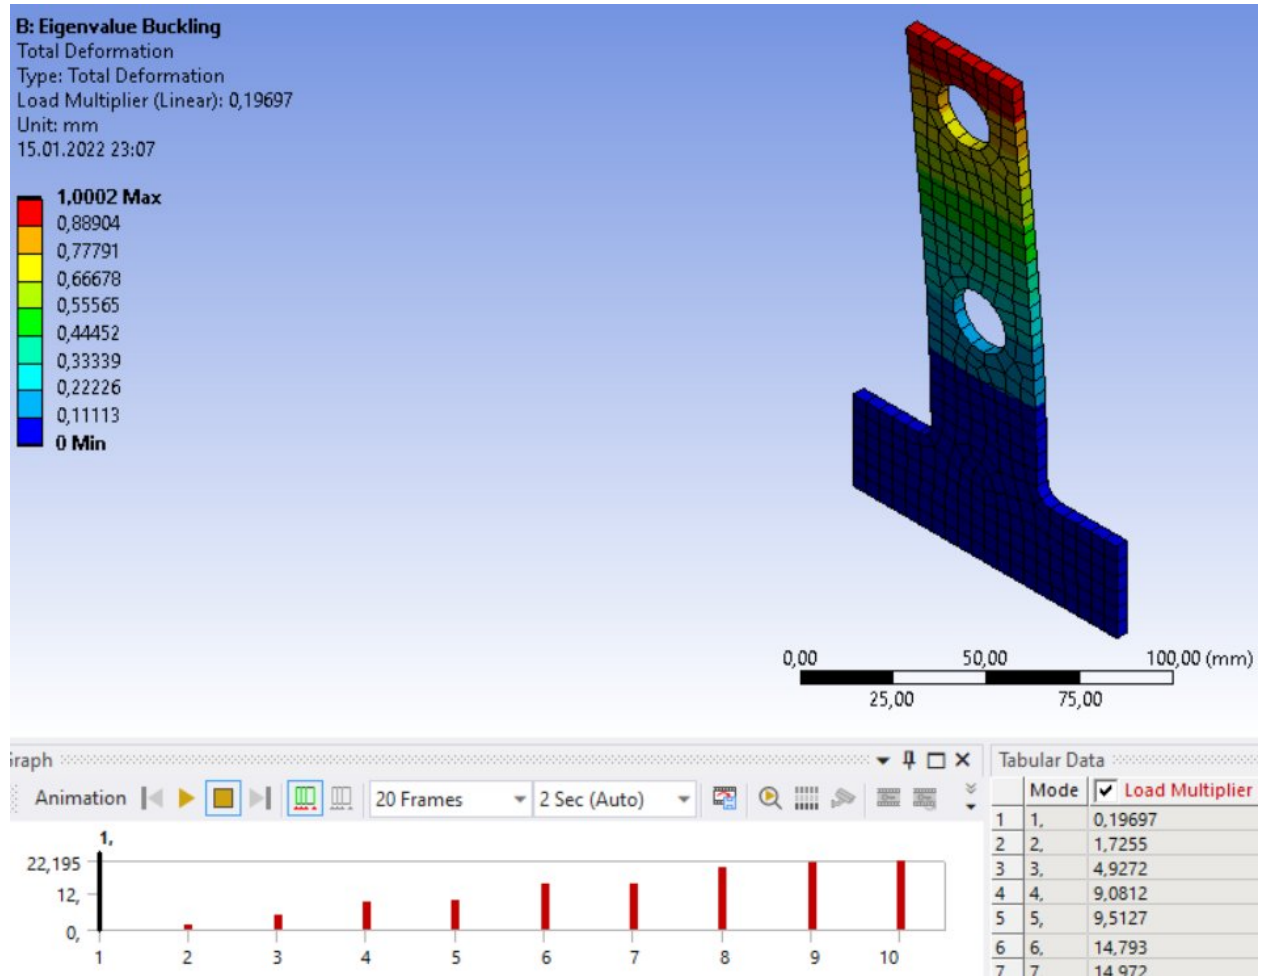 B: Eigenvalue Buckling
Total Deformation
Type: Total Deformation
Load Multiplier (Linear): 0,19697
Unit: mm
15.01.2022 23:07
1,0002 Max
0,88904
0,77791
0,66678
0,55565
0,44452
0,33339
0,22226
0,11113
0 Min
0,00 50,00 100,00 (mm)
25,00 75,00
raph
Animation 20 Frames 2 Sec (Auto)
1,
22,195
12,
0,
1 2 3 4 5 6 7 8 9 10
Tabular Data
Mode Load Multiplier
1 1, 0,19697
2 2, 1,7255
3 3, 4,9272
4 4, 9,0812
5 5, 9,5127
6 6, 14,793
7 7 14 972